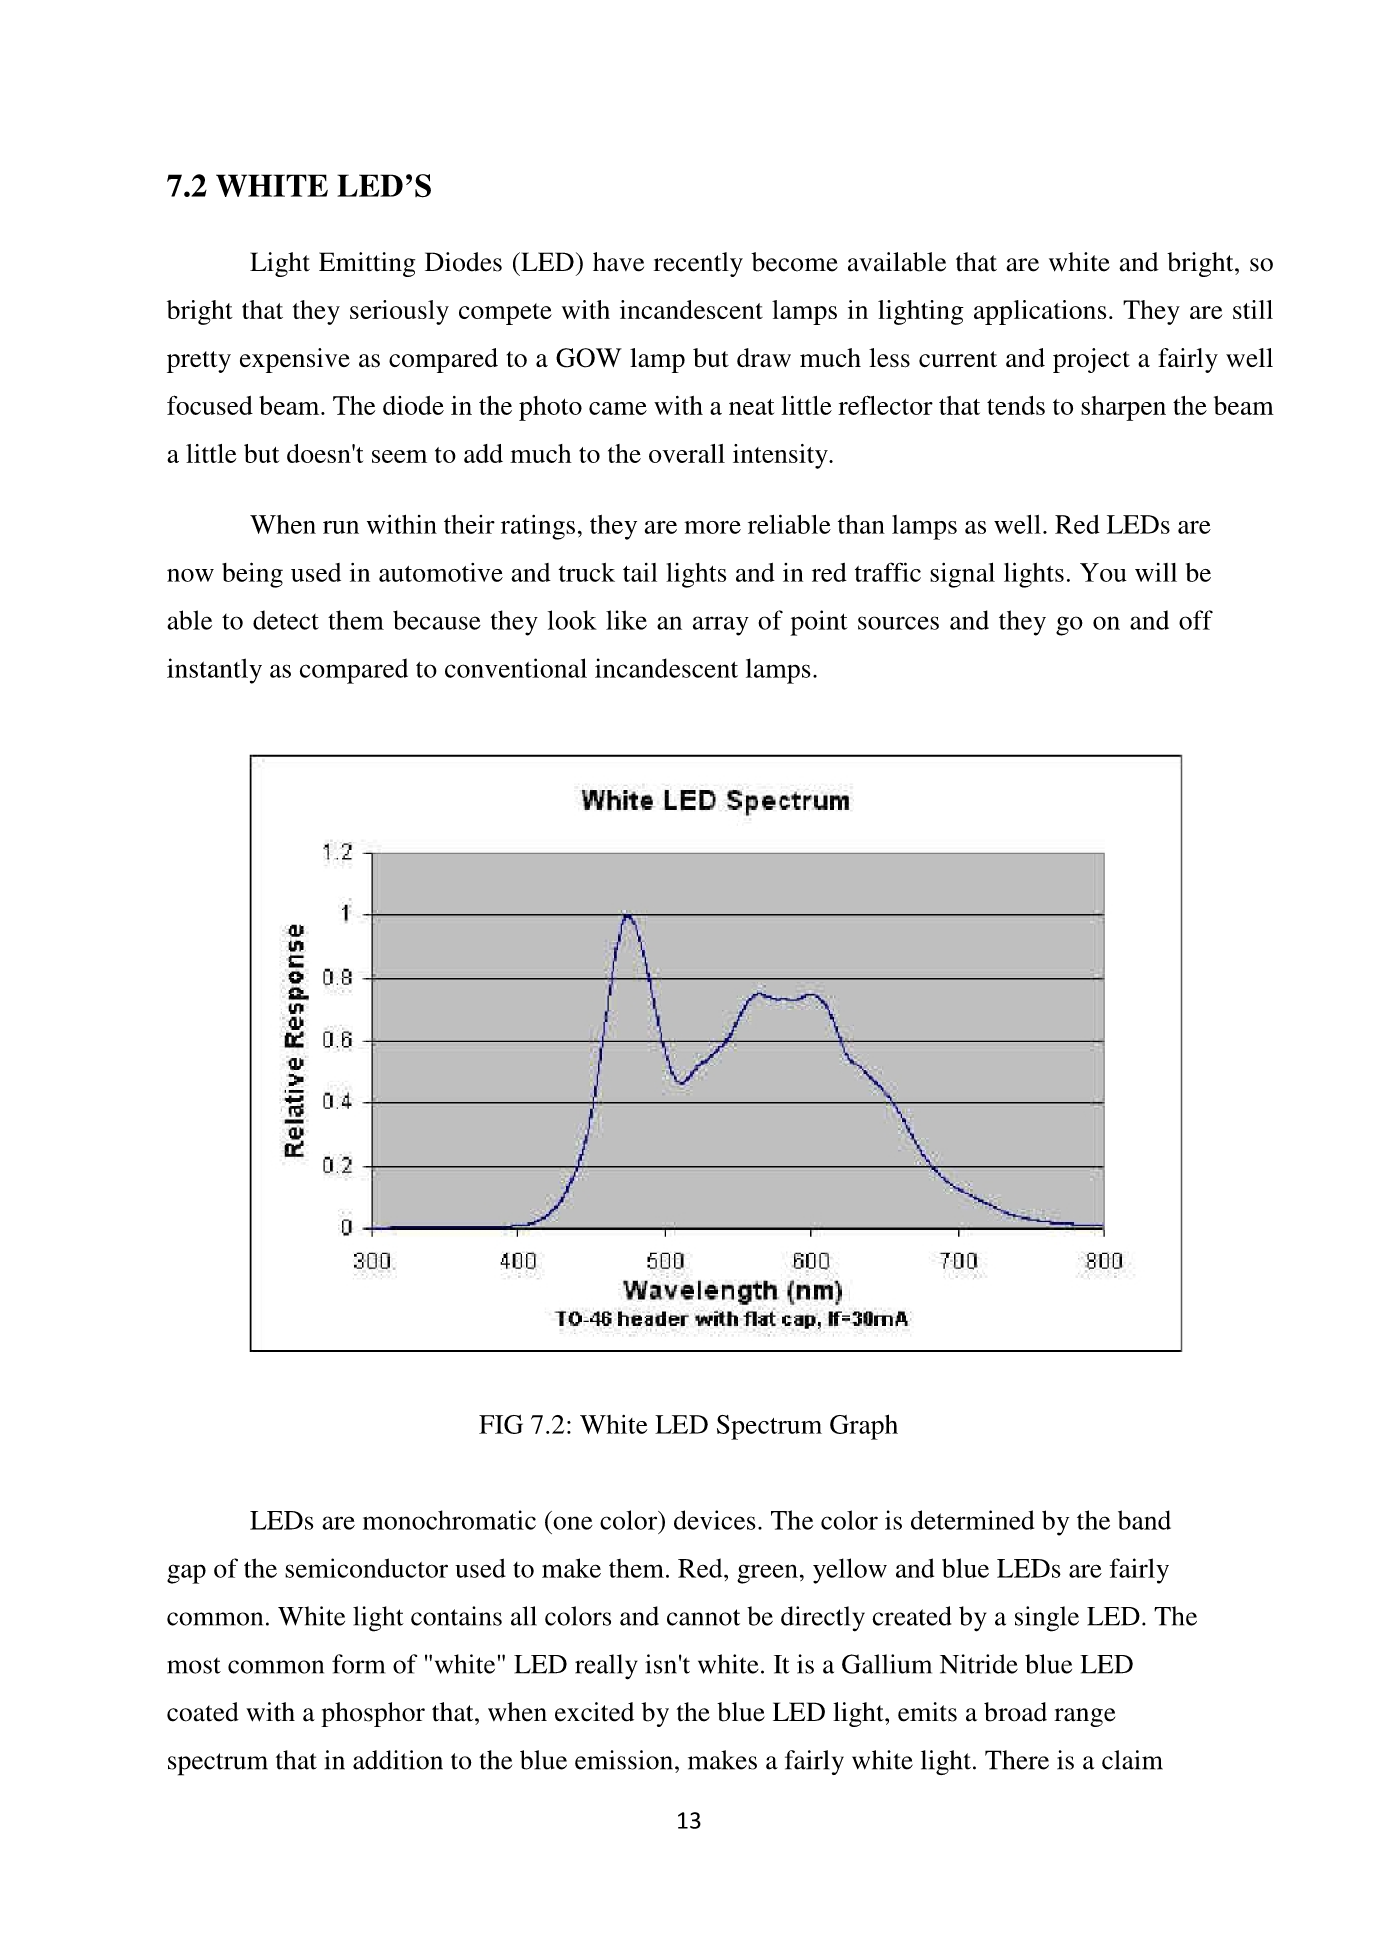 7.2 WHITE LED’S
Light Emitting Diodes (LED) have recently become available that are white and bright, so
bright that they seriously compete with incandescent lamps in lighting applications. They are still
pretty expensive as compared to a GOW lamp but draw much less current and project a fairly well
focused beam. The diode in the photo came with a neat little reflector that tends to sharpen the beam
a little but doesn't seem to add much to the overall intensity.
When run within their ratings, they are more reliable than lamps as well. Red LEDs are
now being used in automotive and truck tail lights and in red traffic signal lights. You will be
able to detect them because they look like an array of point sources and they go on and off
instantly as compared to conventional incandescent lamps.
White LED Spectrum
Relative Response
1.2
1
0.8
0.6
0.4
0.2
0
300 400 500 600 700 800
Wavelength (nm)
TO-46 header with flat cap, If=30mA
FIG 7.2: White LED Spectrum Graph
LEDs are monochromatic (one color) devices. The color is determined by the band
gap of the semiconductor used to make them. Red, green, yellow and blue LEDs are fairly
common. White light contains all colors and cannot be directly created by a single LED. The
most common form of "white" LED really isn't white. It is a Gallium Nitride blue LED
coated with a phosphor that, when excited by the blue LED light, emits a broad range
spectrum that in addition to the blue emission, makes a fairly white light. There is a claim
13